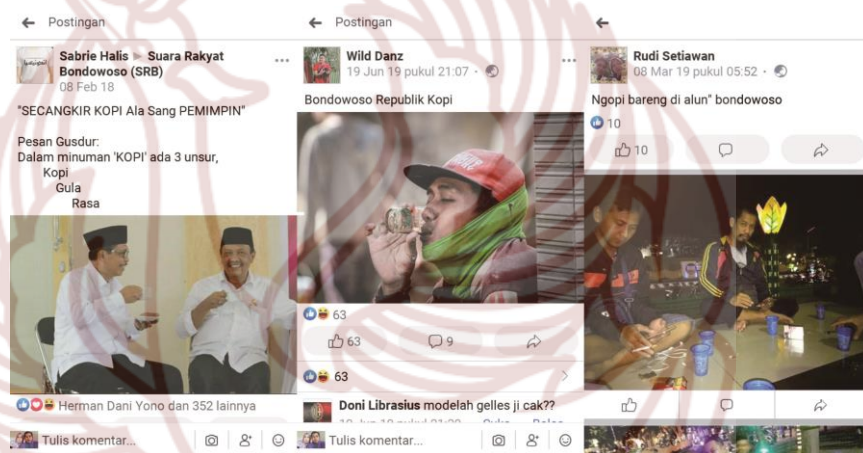 Postingan
Sabrie Halis ▶ Suara Rakyat
Bondowoso (SRB)
08 Feb 18
"SECANGKIR KOPI Ala Sang PEMIMPIN"
Pesan Gusdur:
Dalam minuman 'KOPI' ada 3 unsur,
Kopi
Gula
Rasa
Herman Dani Yono dan 352 lainnya
Tulis komentar...
Postingan
Wild Danz
19 Jun 19 pukul 21:07
Bondowoso Republik Kopi
63
63
9
63
Doni Librasius modelah gelles ji cak??
Tulis komentar...
Rudi Setiawan
08 Mar 19 pukul 05:52
Ngopi bareng di alun" bondowoso
10
10